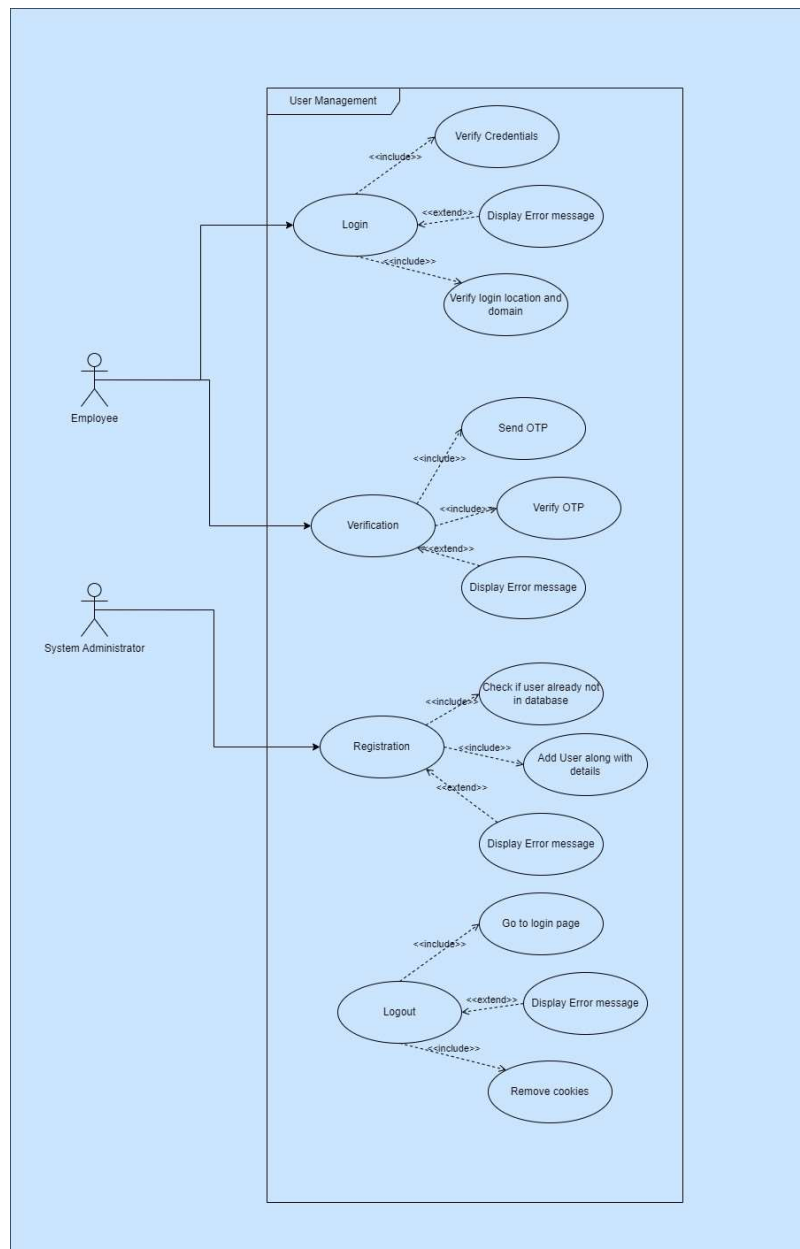 User Management
Verify Credentials
<<include>>
<<extend>>
Display Error message
Login
<<include>>
Verify login location and
domain
Employee
Send OTP
<<include>>
Verification
<<include>>
Verify OTP
<<extend>>
Display Error message
System Administrator
Check if user already not
in database
<<include>>
Registration
<<include>>
Add User along with
details
<<extend>>
Display Error message
Go to login page
<<include>>
Logout
<<extend>>
Display Error message
<<include>>
Remove cookies